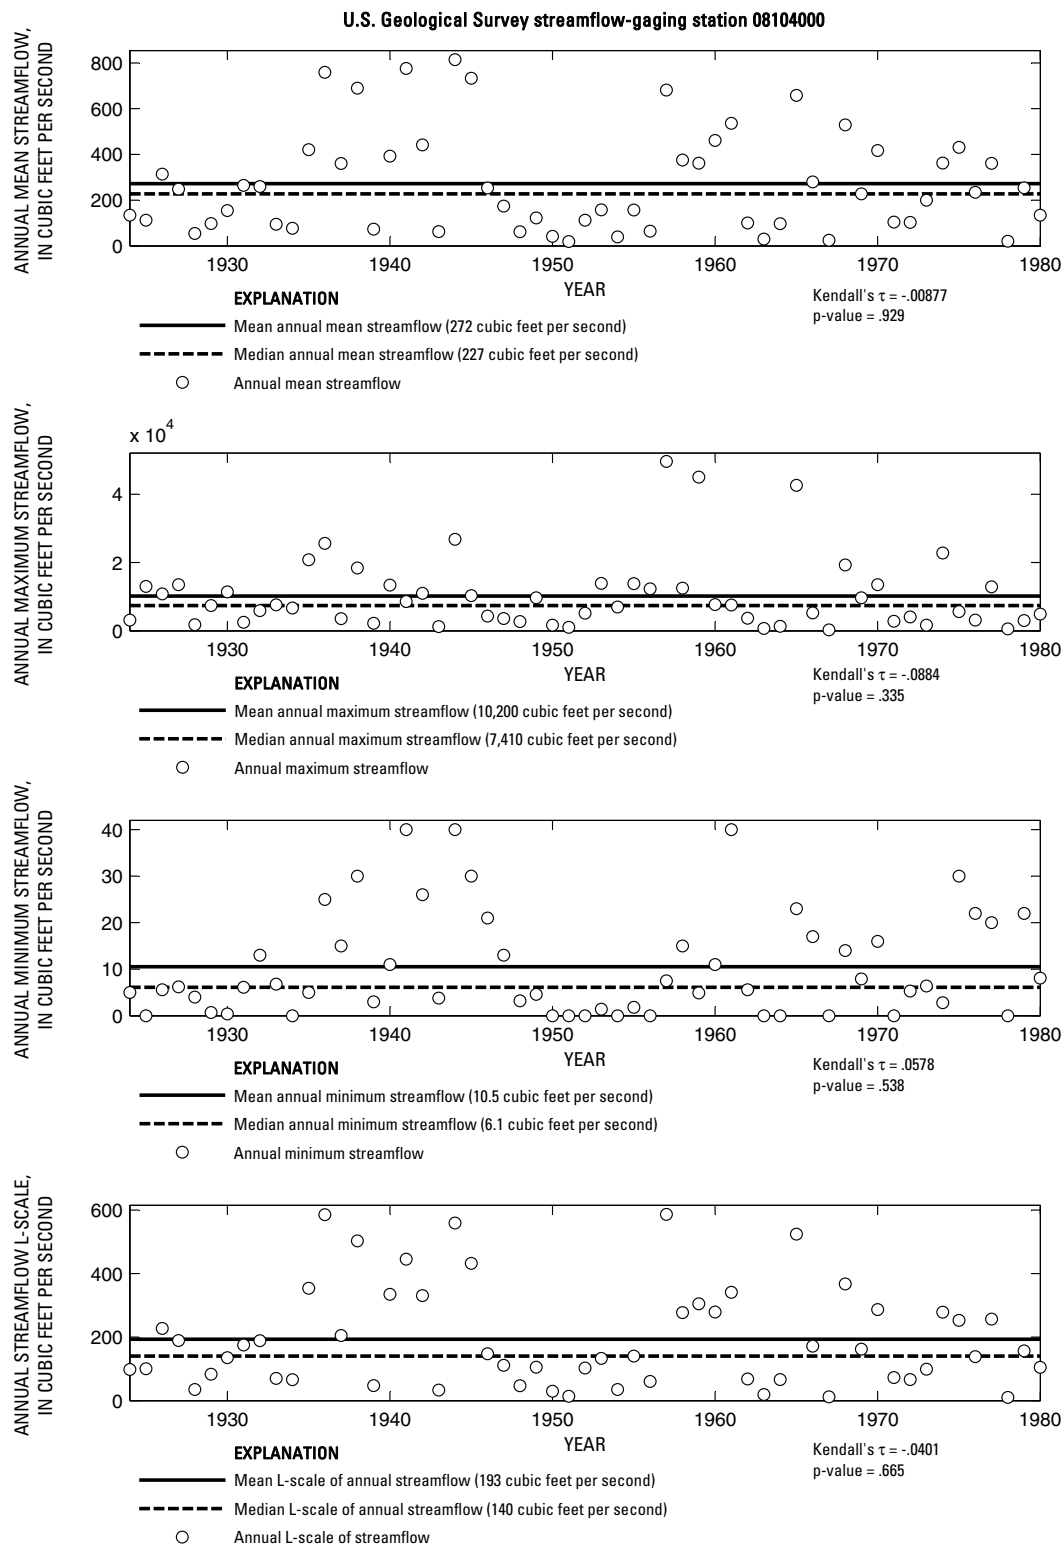 U.S. Geological Survey streamflow-gaging station 08104000
ANNUAL MEAN STREAMFLOW,
IN CUBIC FEET PER SECOND
800
600
400
200
0
1930 1940 1950 1960 1970 1980
YEAR
Kendall's τ = -.00877
p-value = .929
EXPLANATION
Mean annual mean streamflow (272 cubic feet per second)
Median annual mean streamflow (227 cubic feet per second)
Annual mean streamflow
ANNUAL MAXIMUM STREAMFLOW,
IN CUBIC FEET PER SECOND
x 10^4
4
2
0
1930 1940 1950 1960 1970 1980
YEAR
Kendall's τ = -.0884
p-value = .335
EXPLANATION
Mean annual maximum streamflow (10,200 cubic feet per second)
Median annual maximum streamflow (7,410 cubic feet per second)
Annual maximum streamflow
ANNUAL MINIMUM STREAMFLOW,
IN CUBIC FEET PER SECOND
40
30
20
10
0
1930 1940 1950 1960 1970 1980
YEAR
Kendall's τ = .0578
p-value = .538
EXPLANATION
Mean annual minimum streamflow (10.5 cubic feet per second)
Median annual minimum streamflow (6.1 cubic feet per second)
Annual minimum streamflow
ANNUAL STREAMFLOW L-SCALE,
IN CUBIC FEET PER SECOND
600
400
200
0
1930 1940 1950 1960 1970 1980
YEAR
Kendall's τ = -.0401
p-value = .665
EXPLANATION
Mean L-scale of annual streamflow (193 cubic feet per second)
Median L-scale of annual streamflow (140 cubic feet per second)
Annual L-scale of streamflow